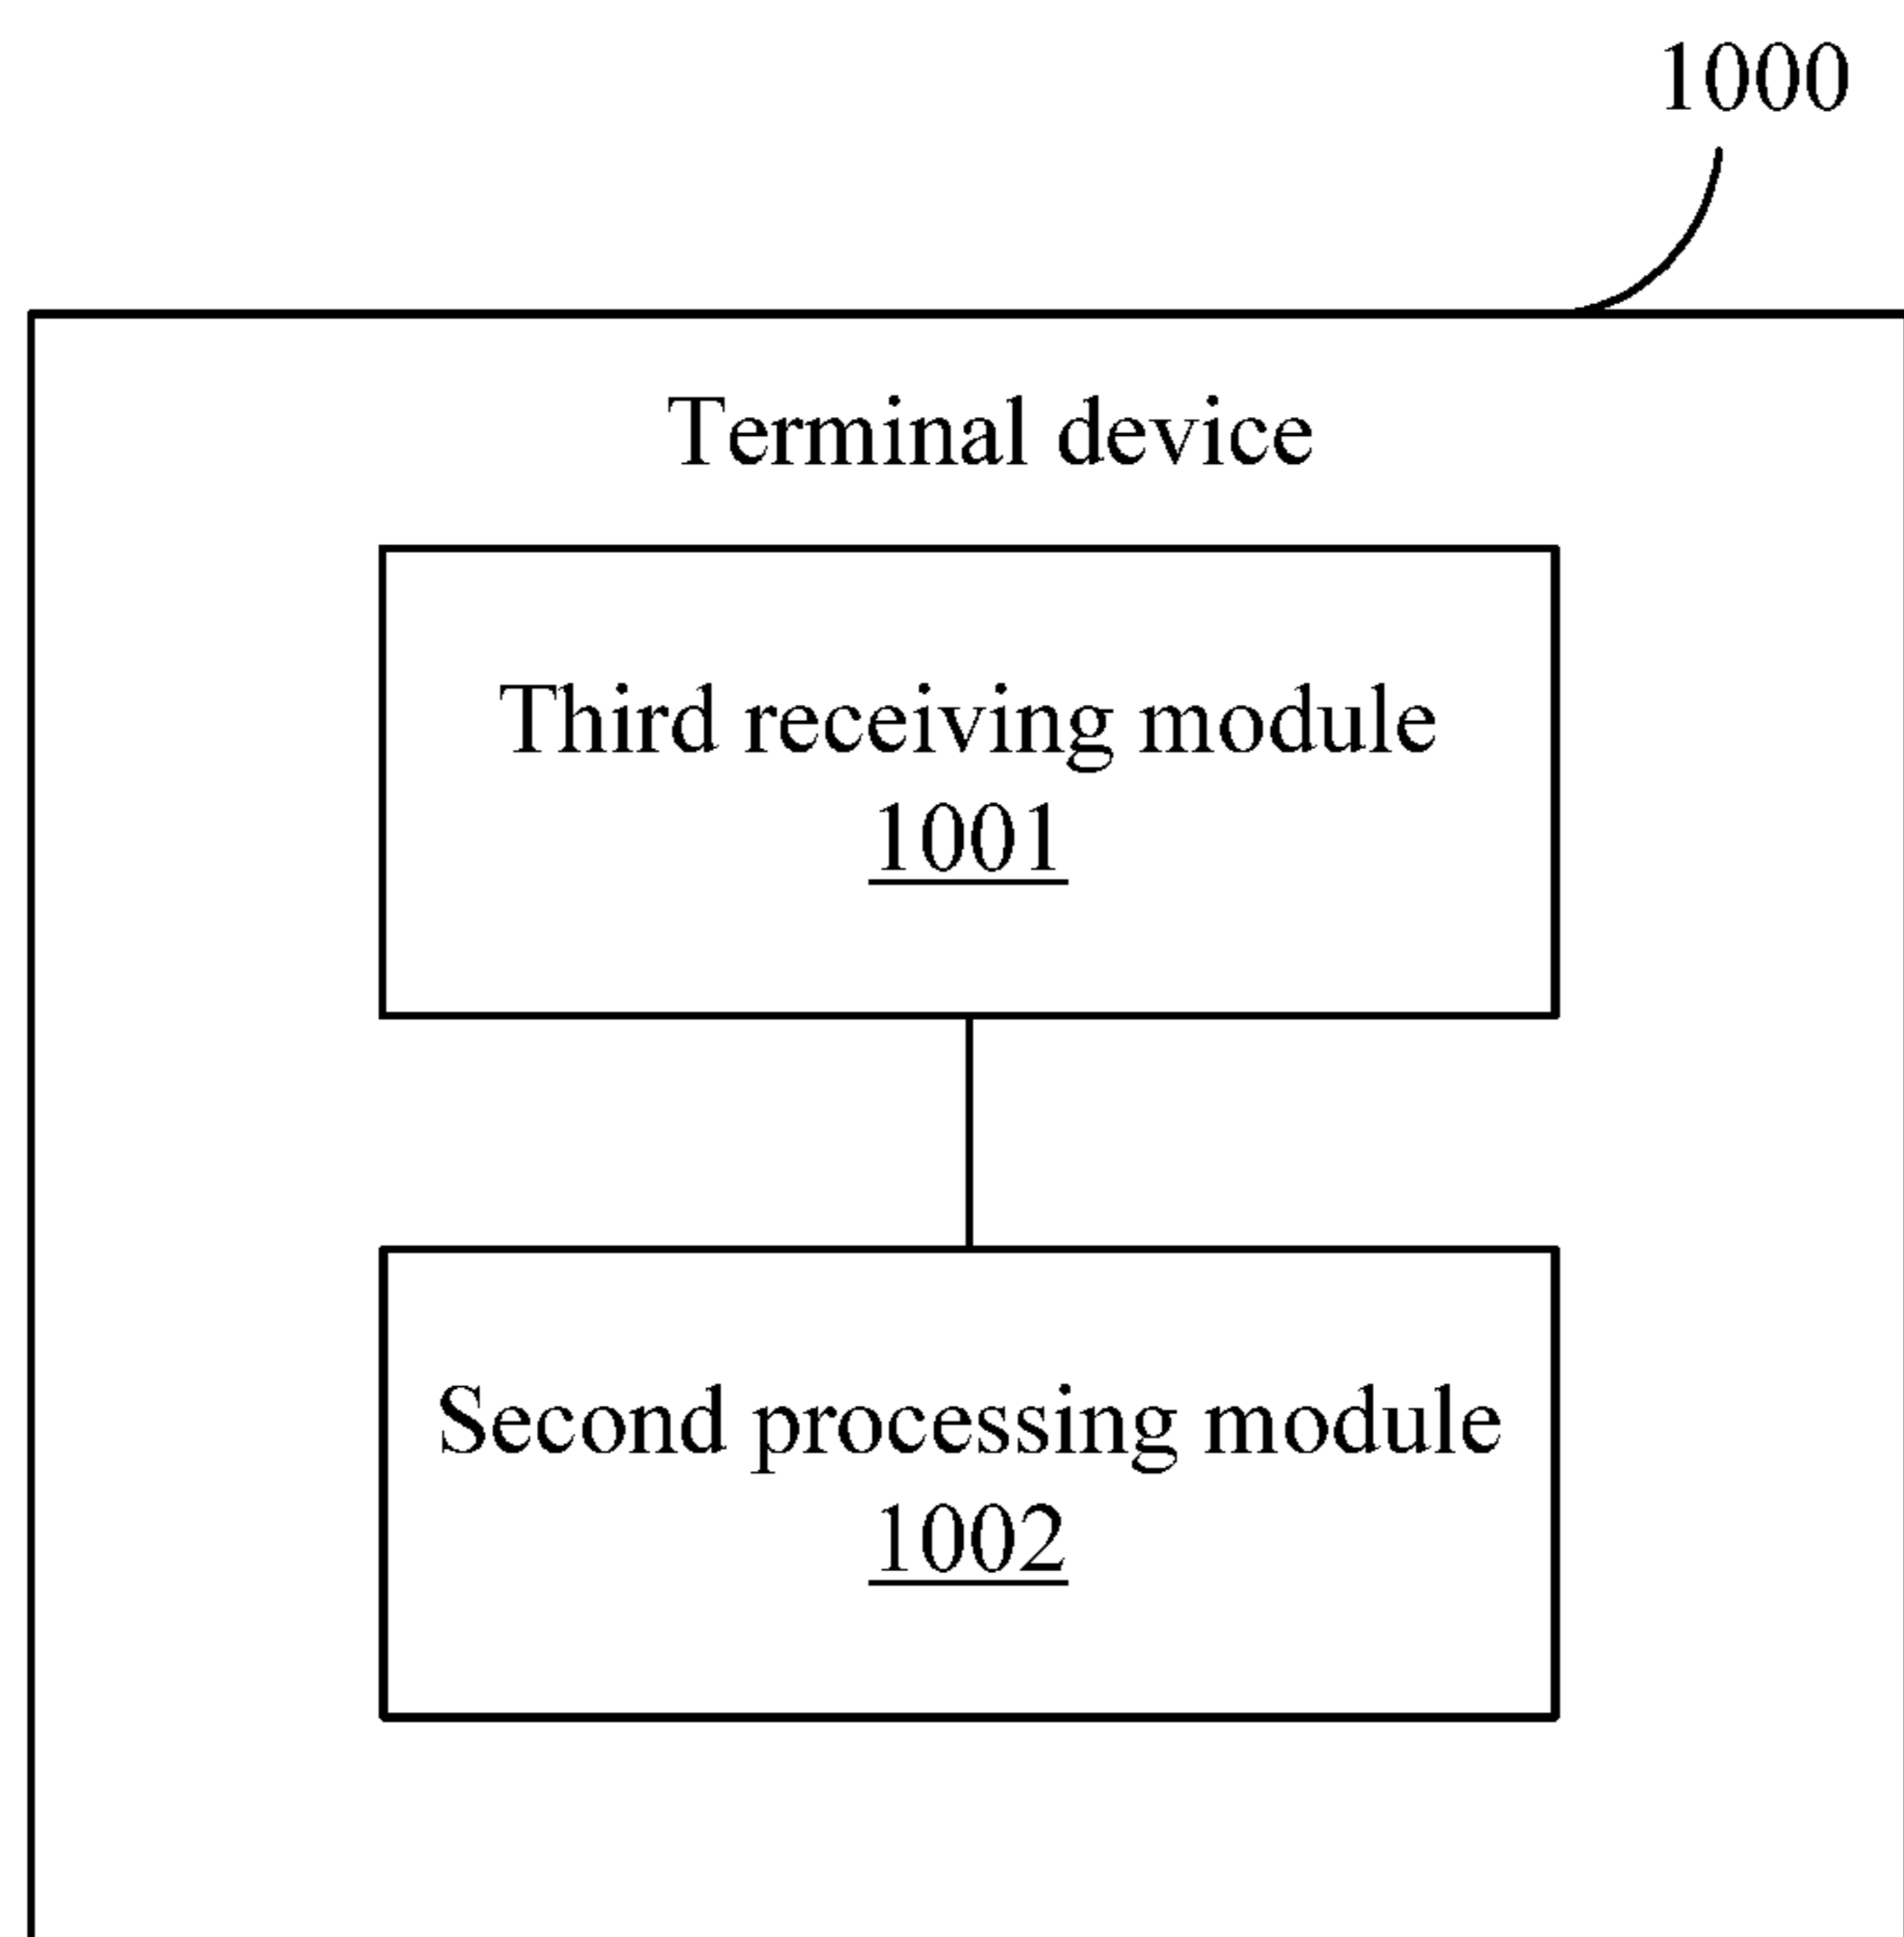 1000
Terminal device
Third receiving module
1001
Second processing module
1002